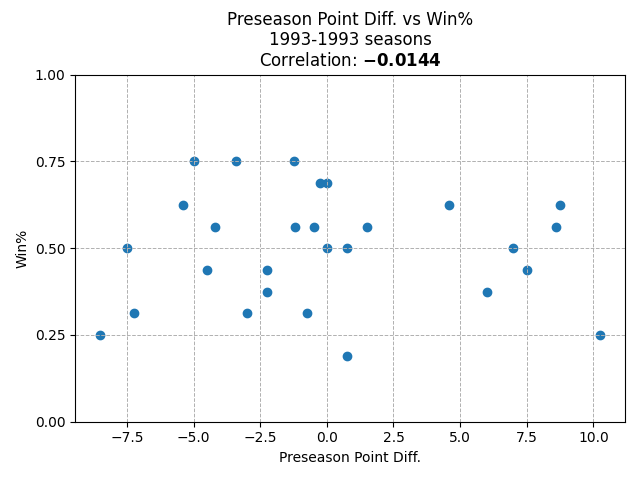 Preseason Point Diff. vs Win%
1993-1993 seasons
Correlation: −0.0144
1.00
0.75
0.50
0.25
0.00
Win%
−7.5 −5.0 −2.5 0.0 2.5 5.0 7.5 10.0
Preseason Point Diff.